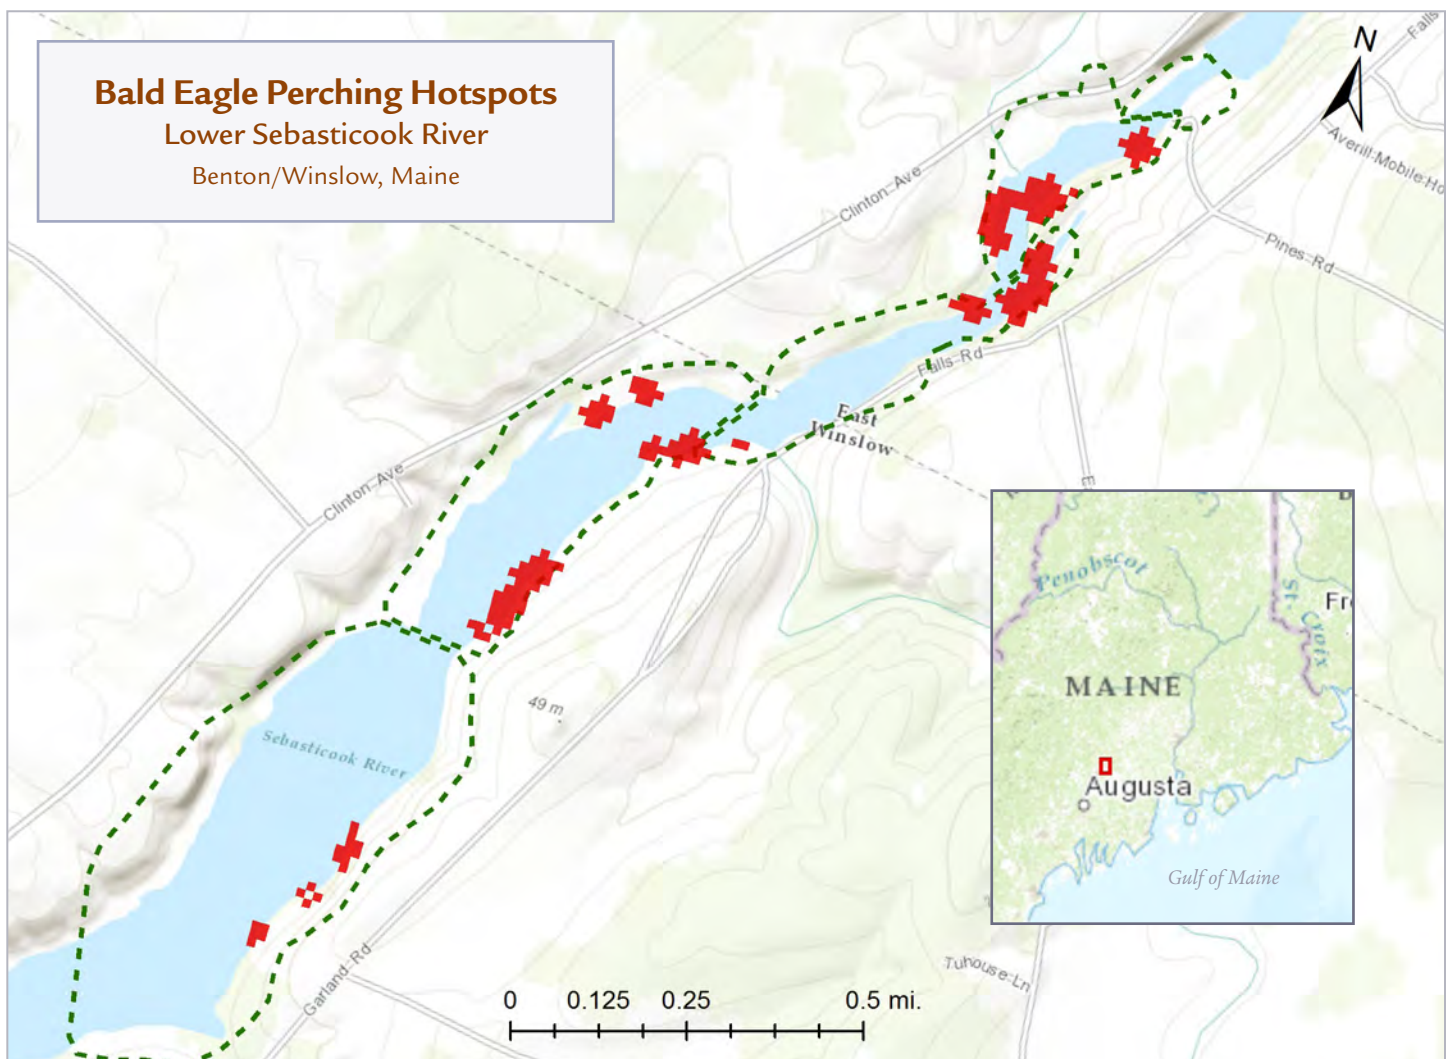 Bald Eagle Perching Hotspots
Lower Sebasticook River
Benton/Winslow, Maine
N
Falls
Averill-Mobile-Ho
Clinton-Ave
Pines-Rd
Falls-Rd
East
Winslow
Clinton-Ave
49 m
Sebasticook River
Garland-Rd
Tuhouse-Ln
0 0.125 0.25 0.5 mi.
Penobscot
St. Croix
Fr
MAINE
Augusta
Gulf of Maine